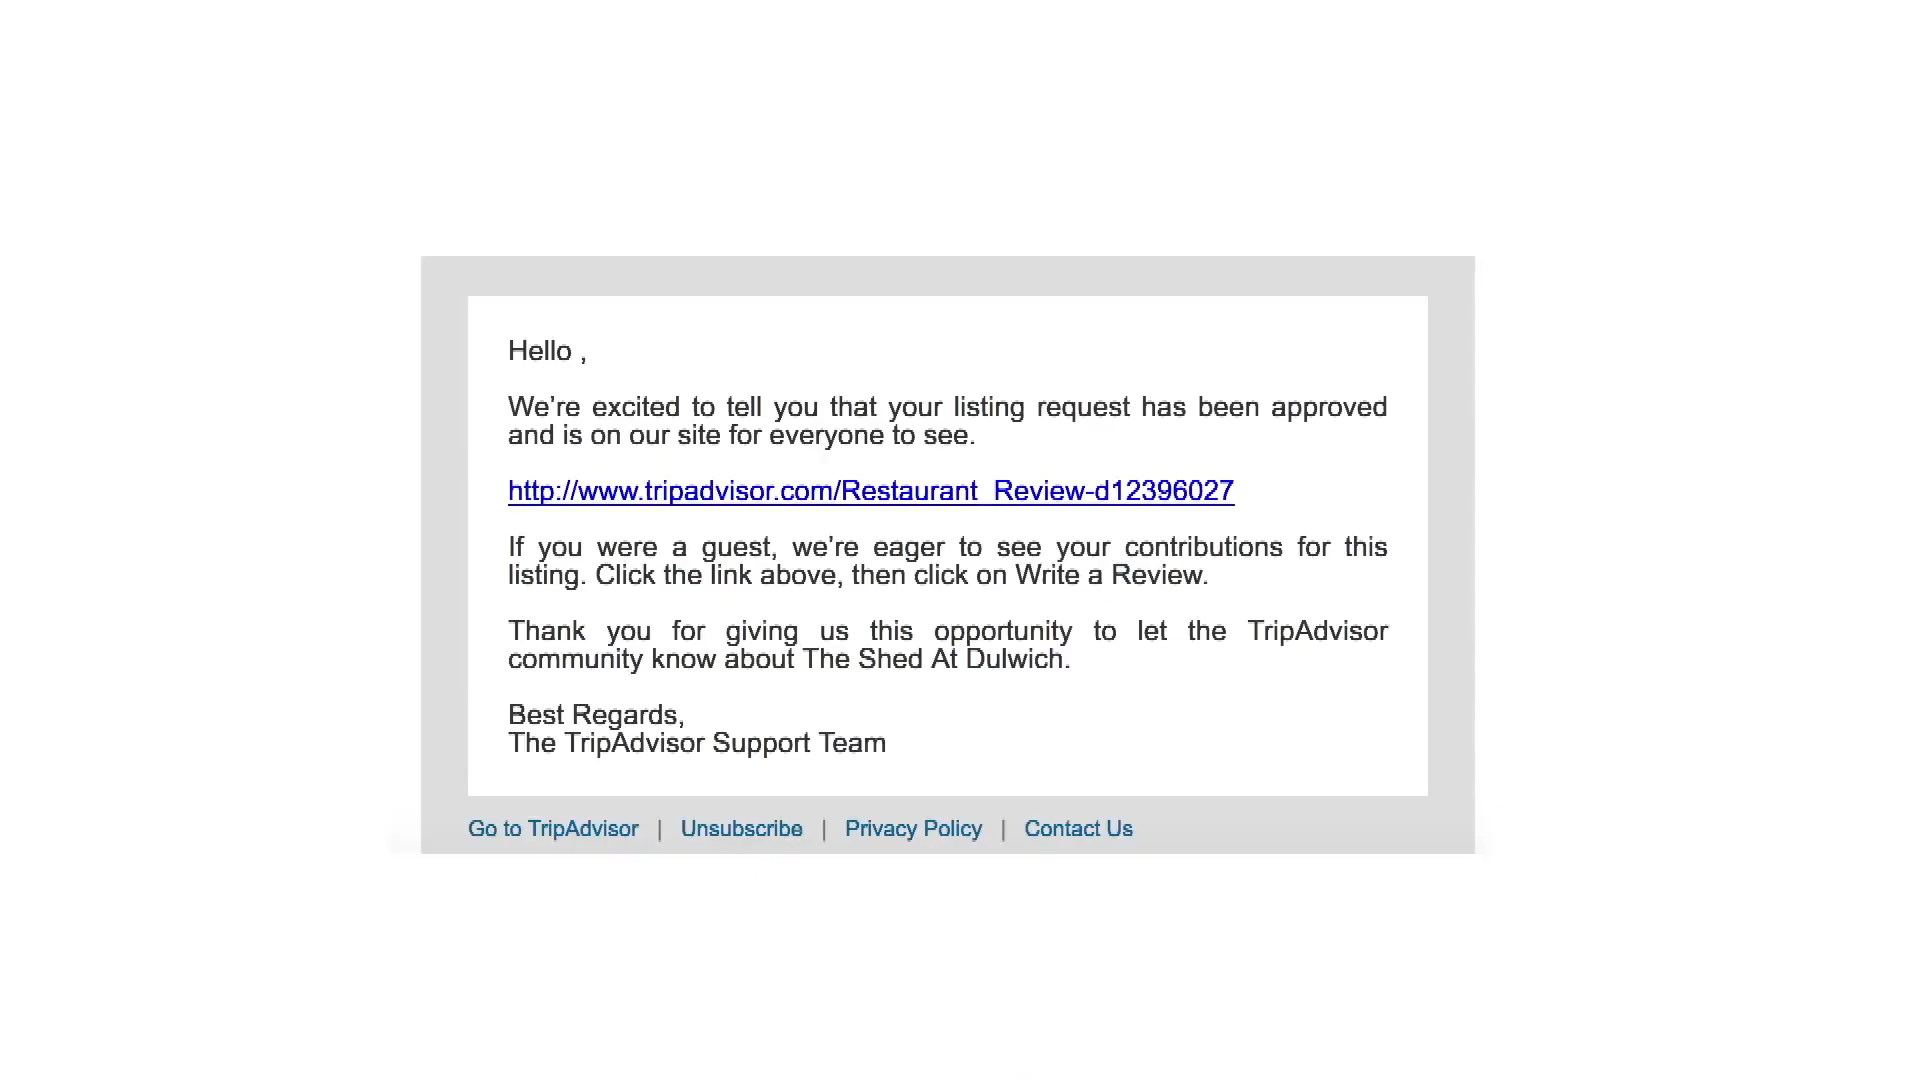 Hello ,
We're excited to tell you that your listing request has been approved
and is on our site for everyone to see.
http://www.tripadvisor.com/Restaurant_Review-d12396027
If you were a guest, we're eager to see your contributions for this
listing. Click the link above, then click on Write a Review.
Thank you for giving us this opportunity to let the TripAdvisor
community know about The Shed At Dulwich.
Best Regards,
The TripAdvisor Support Team
Go to TripAdvisor | Unsubscribe | Privacy Policy | Contact Us